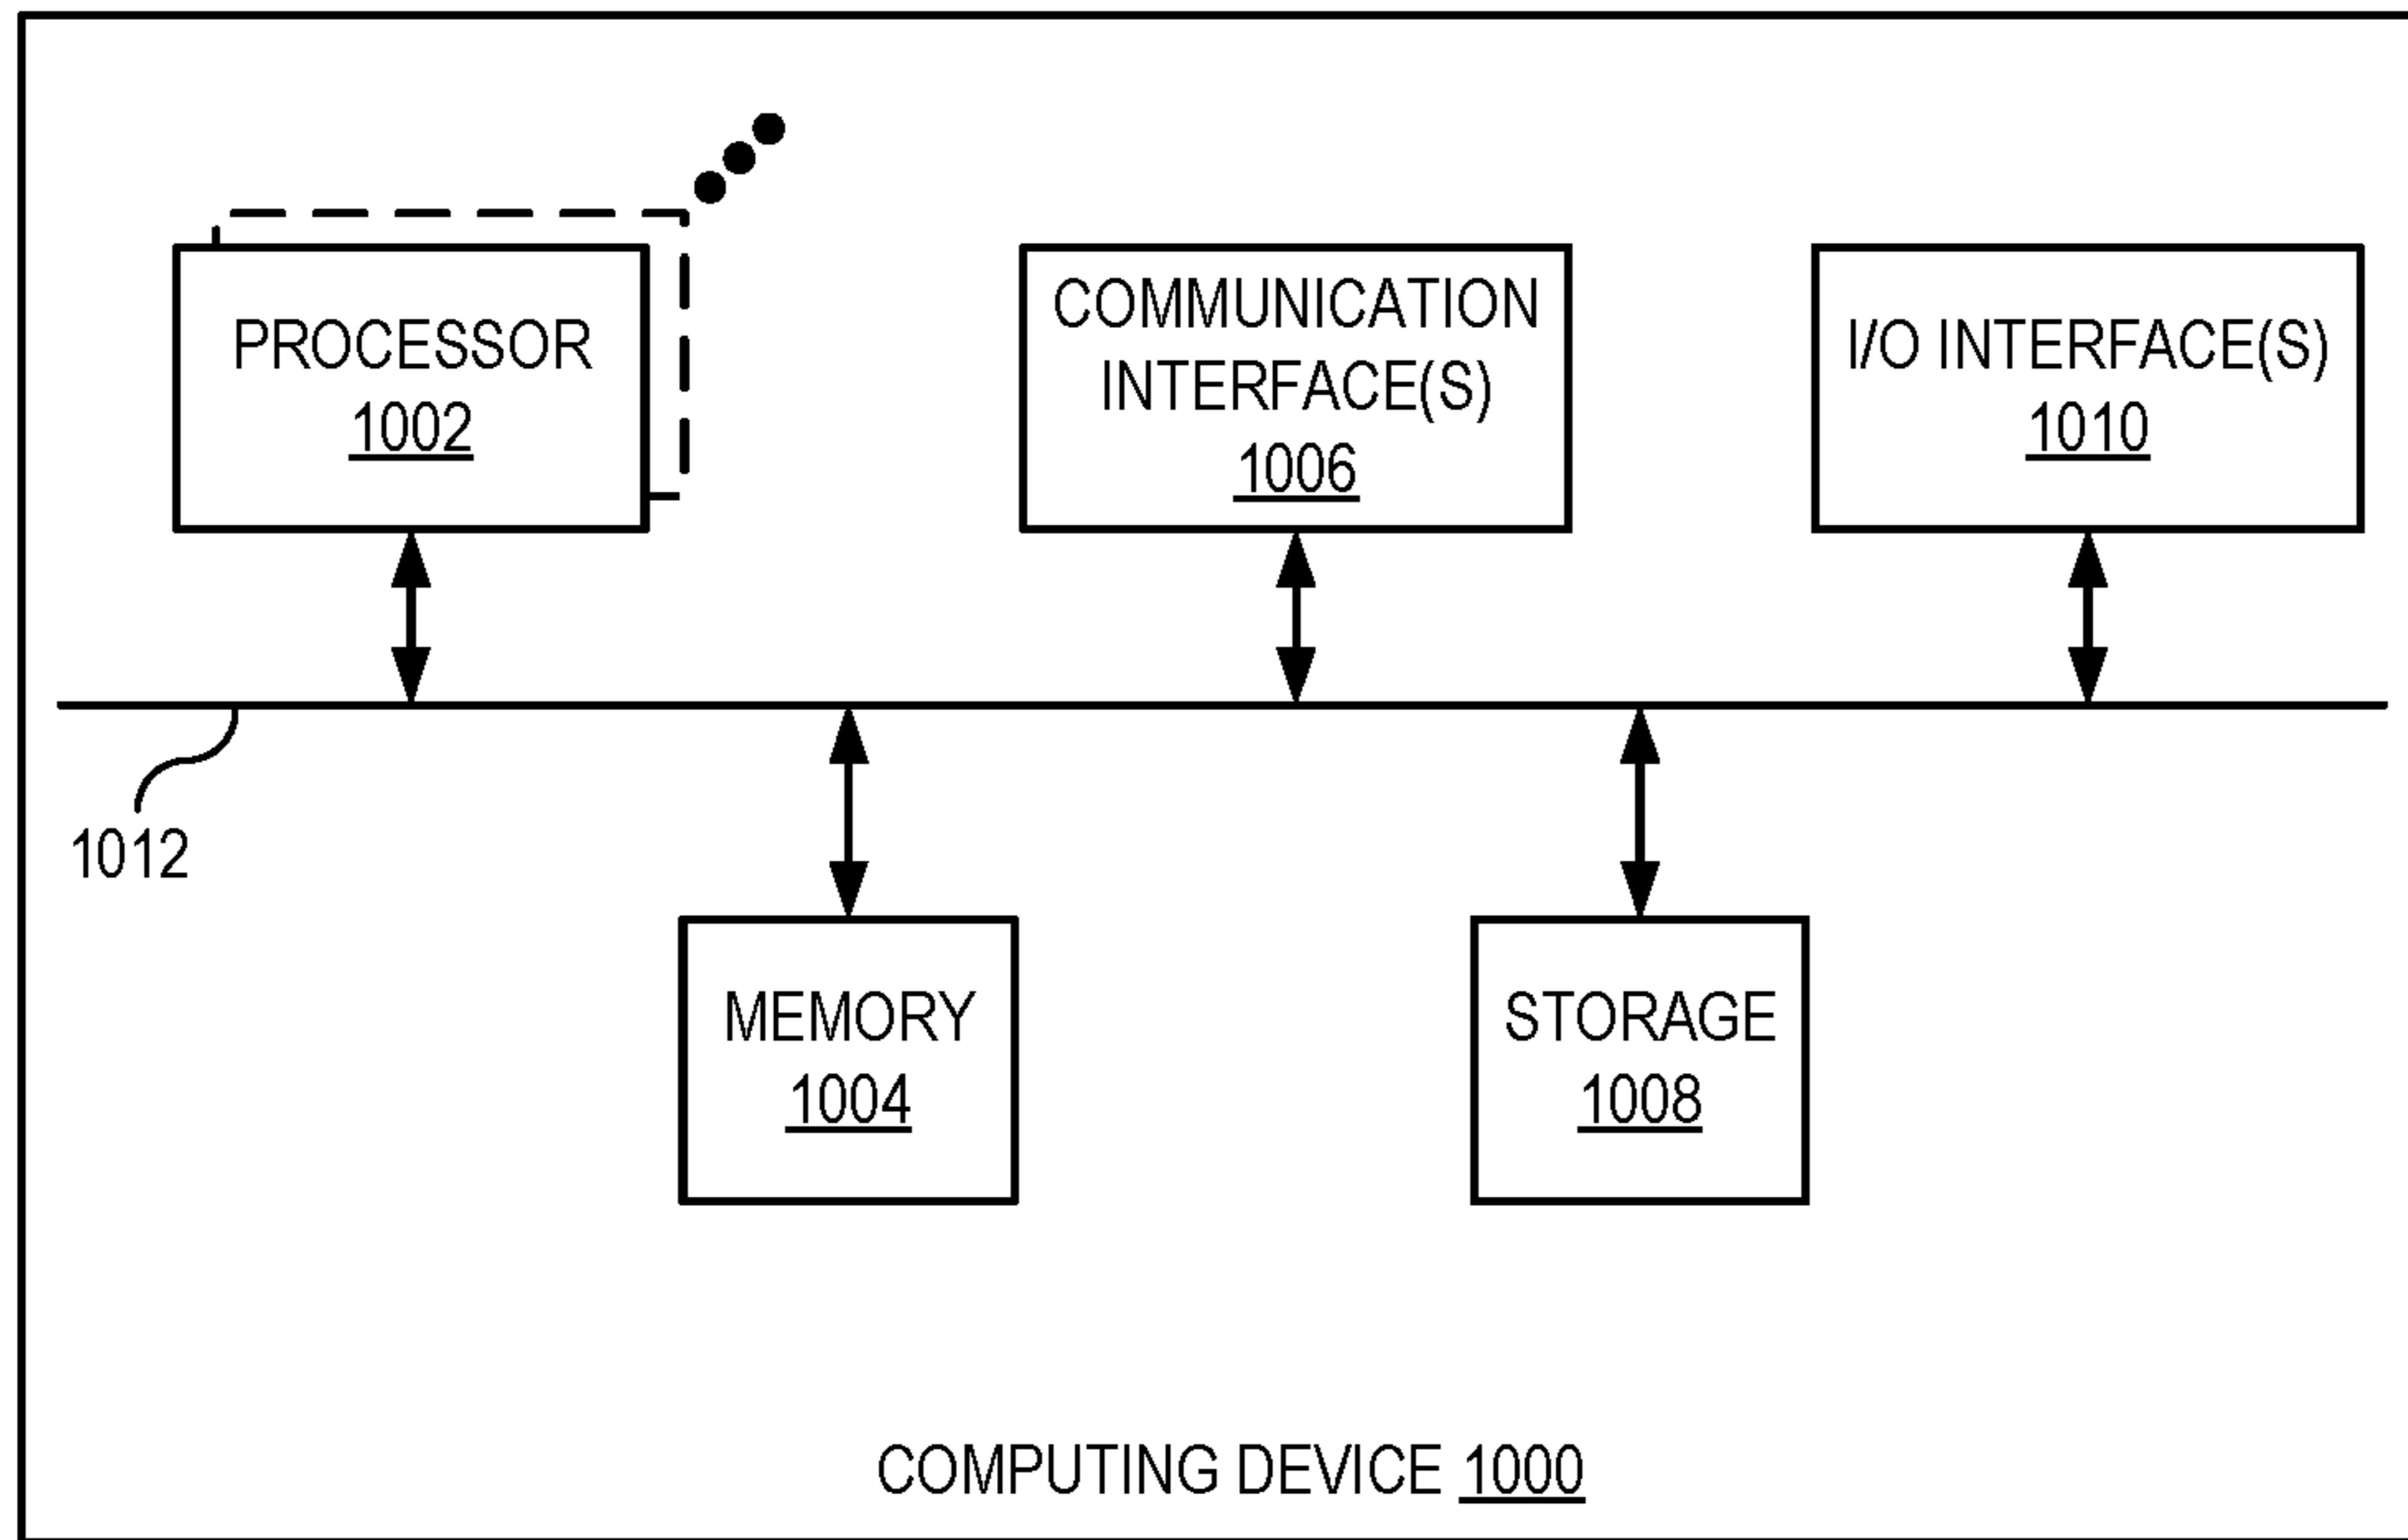 PROCESSOR
1002
COMMUNICATION
INTERFACE(S)
1006
I/O INTERFACE(S)
1010
1012
MEMORY
1004
STORAGE
1008
COMPUTING DEVICE 1000